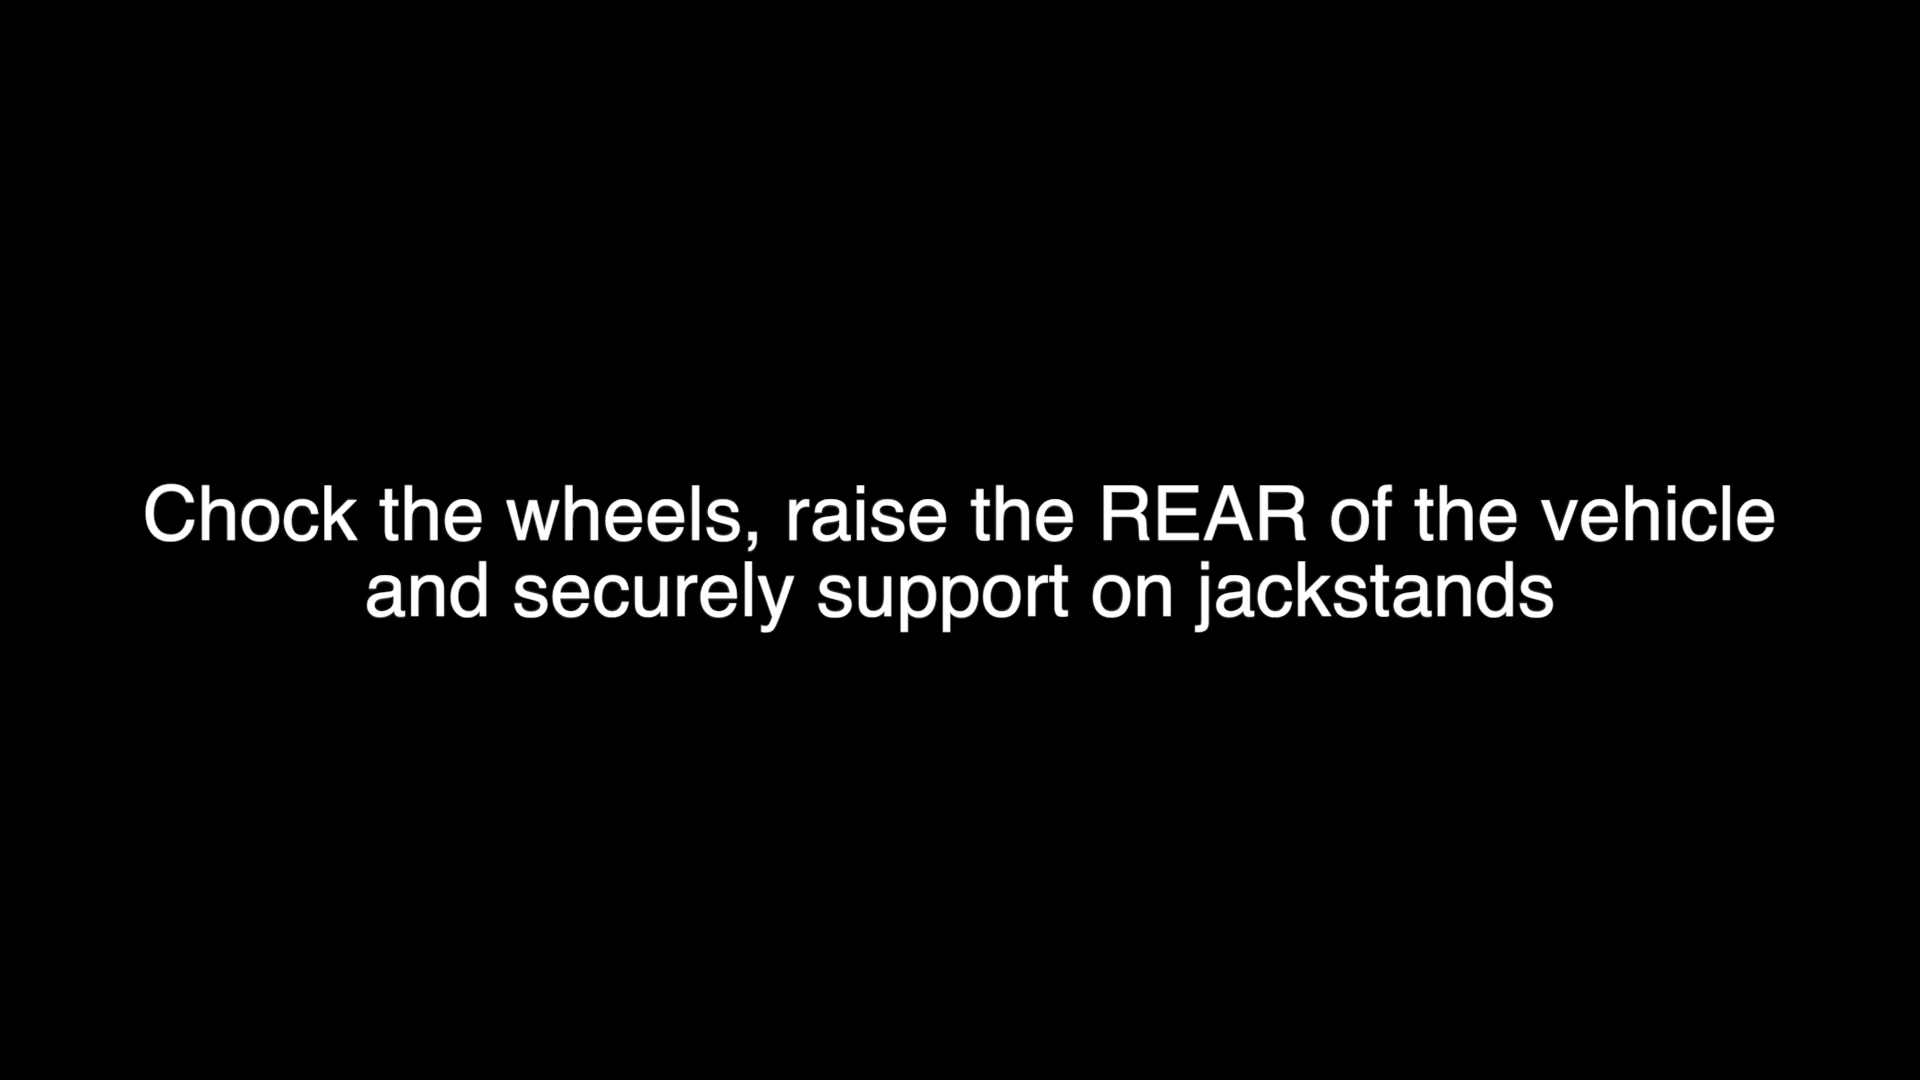 Chock the wheels, raise the REAR of the vehicle
and securely support on jackstands